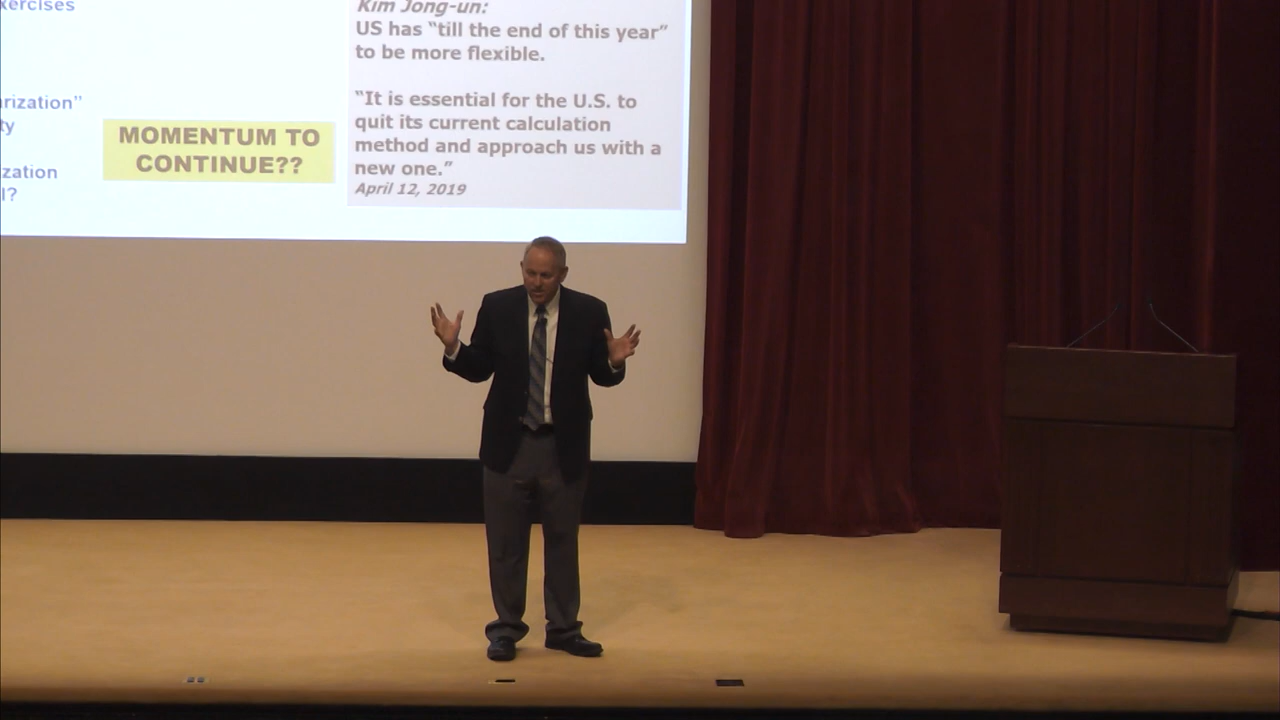 xercises
rization”
ty
zation
l?
MOMENTUM TO
CONTINUE??
Kim Jong-un:
US has “till the end of this year”
to be more flexible.
“It is essential for the U.S. to
quit its current calculation
method and approach us with a
new one.”
April 12, 2019